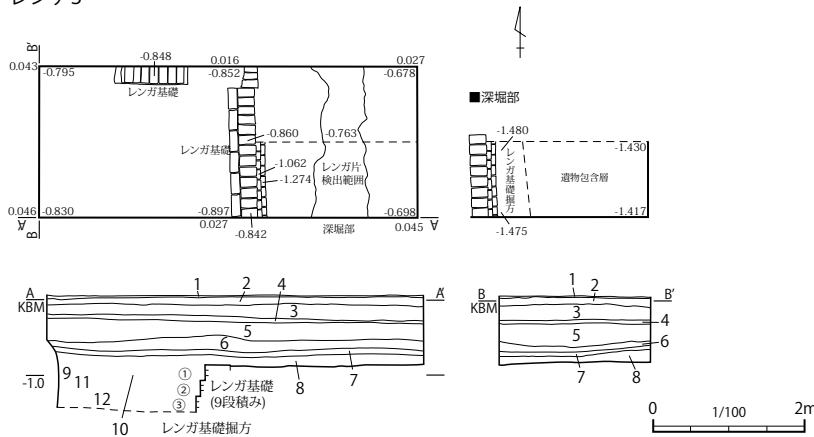 レンチ3
B'
-0.848
0.016
0.027
0.043
-0.795
-0.852
-0.678
レンガ基礎
■深堀部
-0.860
-0.763
レンガ基礎
-1.062
-1.274
レンガ片
検出範囲
-1.480
-1.430
レンガ基礎掘方
遺物包含層
-1.417
-1.475
0.046
-0.830
-0.897
-0.698
A
0.027
深堀部
0.045
A'
B
-0.842
A
KBM
1
2
4
A'
3
5
6
-1.0
9
11
①
②
③
レンガ基礎
(9段積み)
8
7
12
10
レンガ基礎掘方
B
KBM
1
2
B'
3
4
5
6
7
8
0
1/100
2m